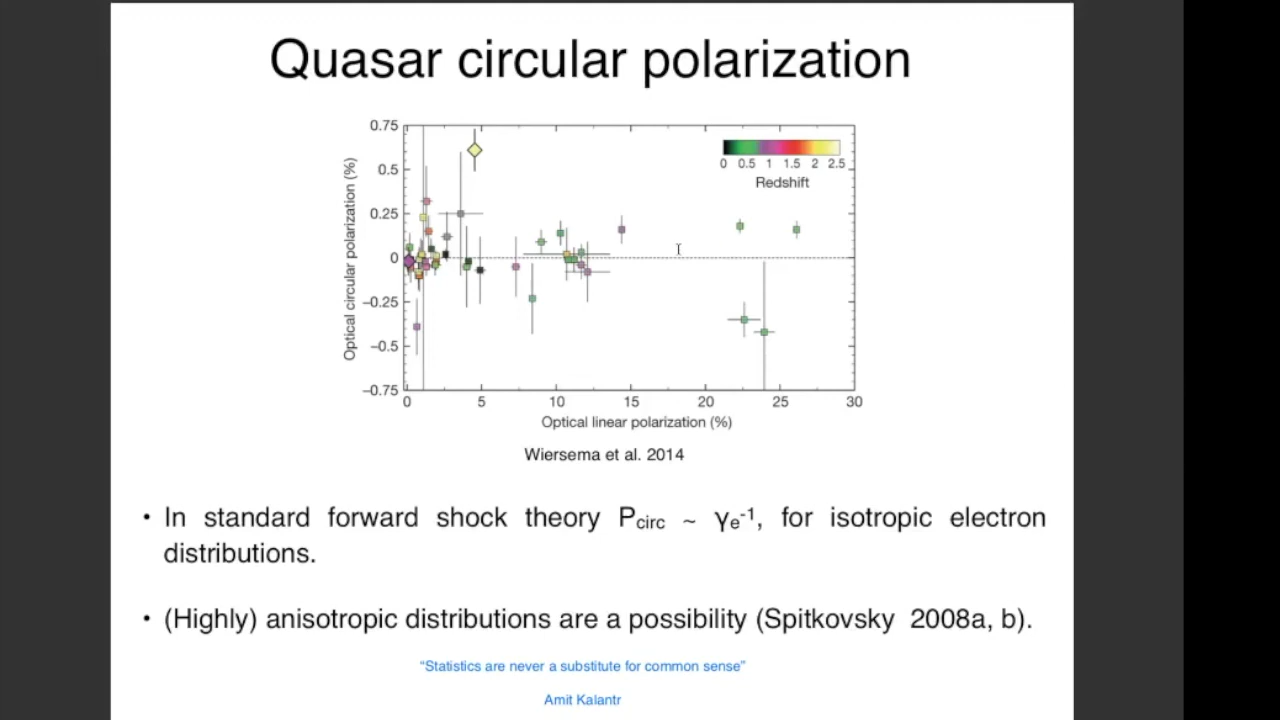 Quasar circular polarization
0.75
0.5
0.25
0
−0.25
−0.5
−0.75
Optical circular polarization (%)
0 0.5 1 1.5 2 2.5
Redshift
0 5 10 15 20 25 30
Optical linear polarization (%)
Wiersema et al. 2014
• In standard forward shock theory Pcirc ~ γe-1, for isotropic electron
distributions.
• (Highly) anisotropic distributions are a possibility (Spitkovsky 2008a, b).
“Statistics are never a substitute for common sense”
Amit Kalantr